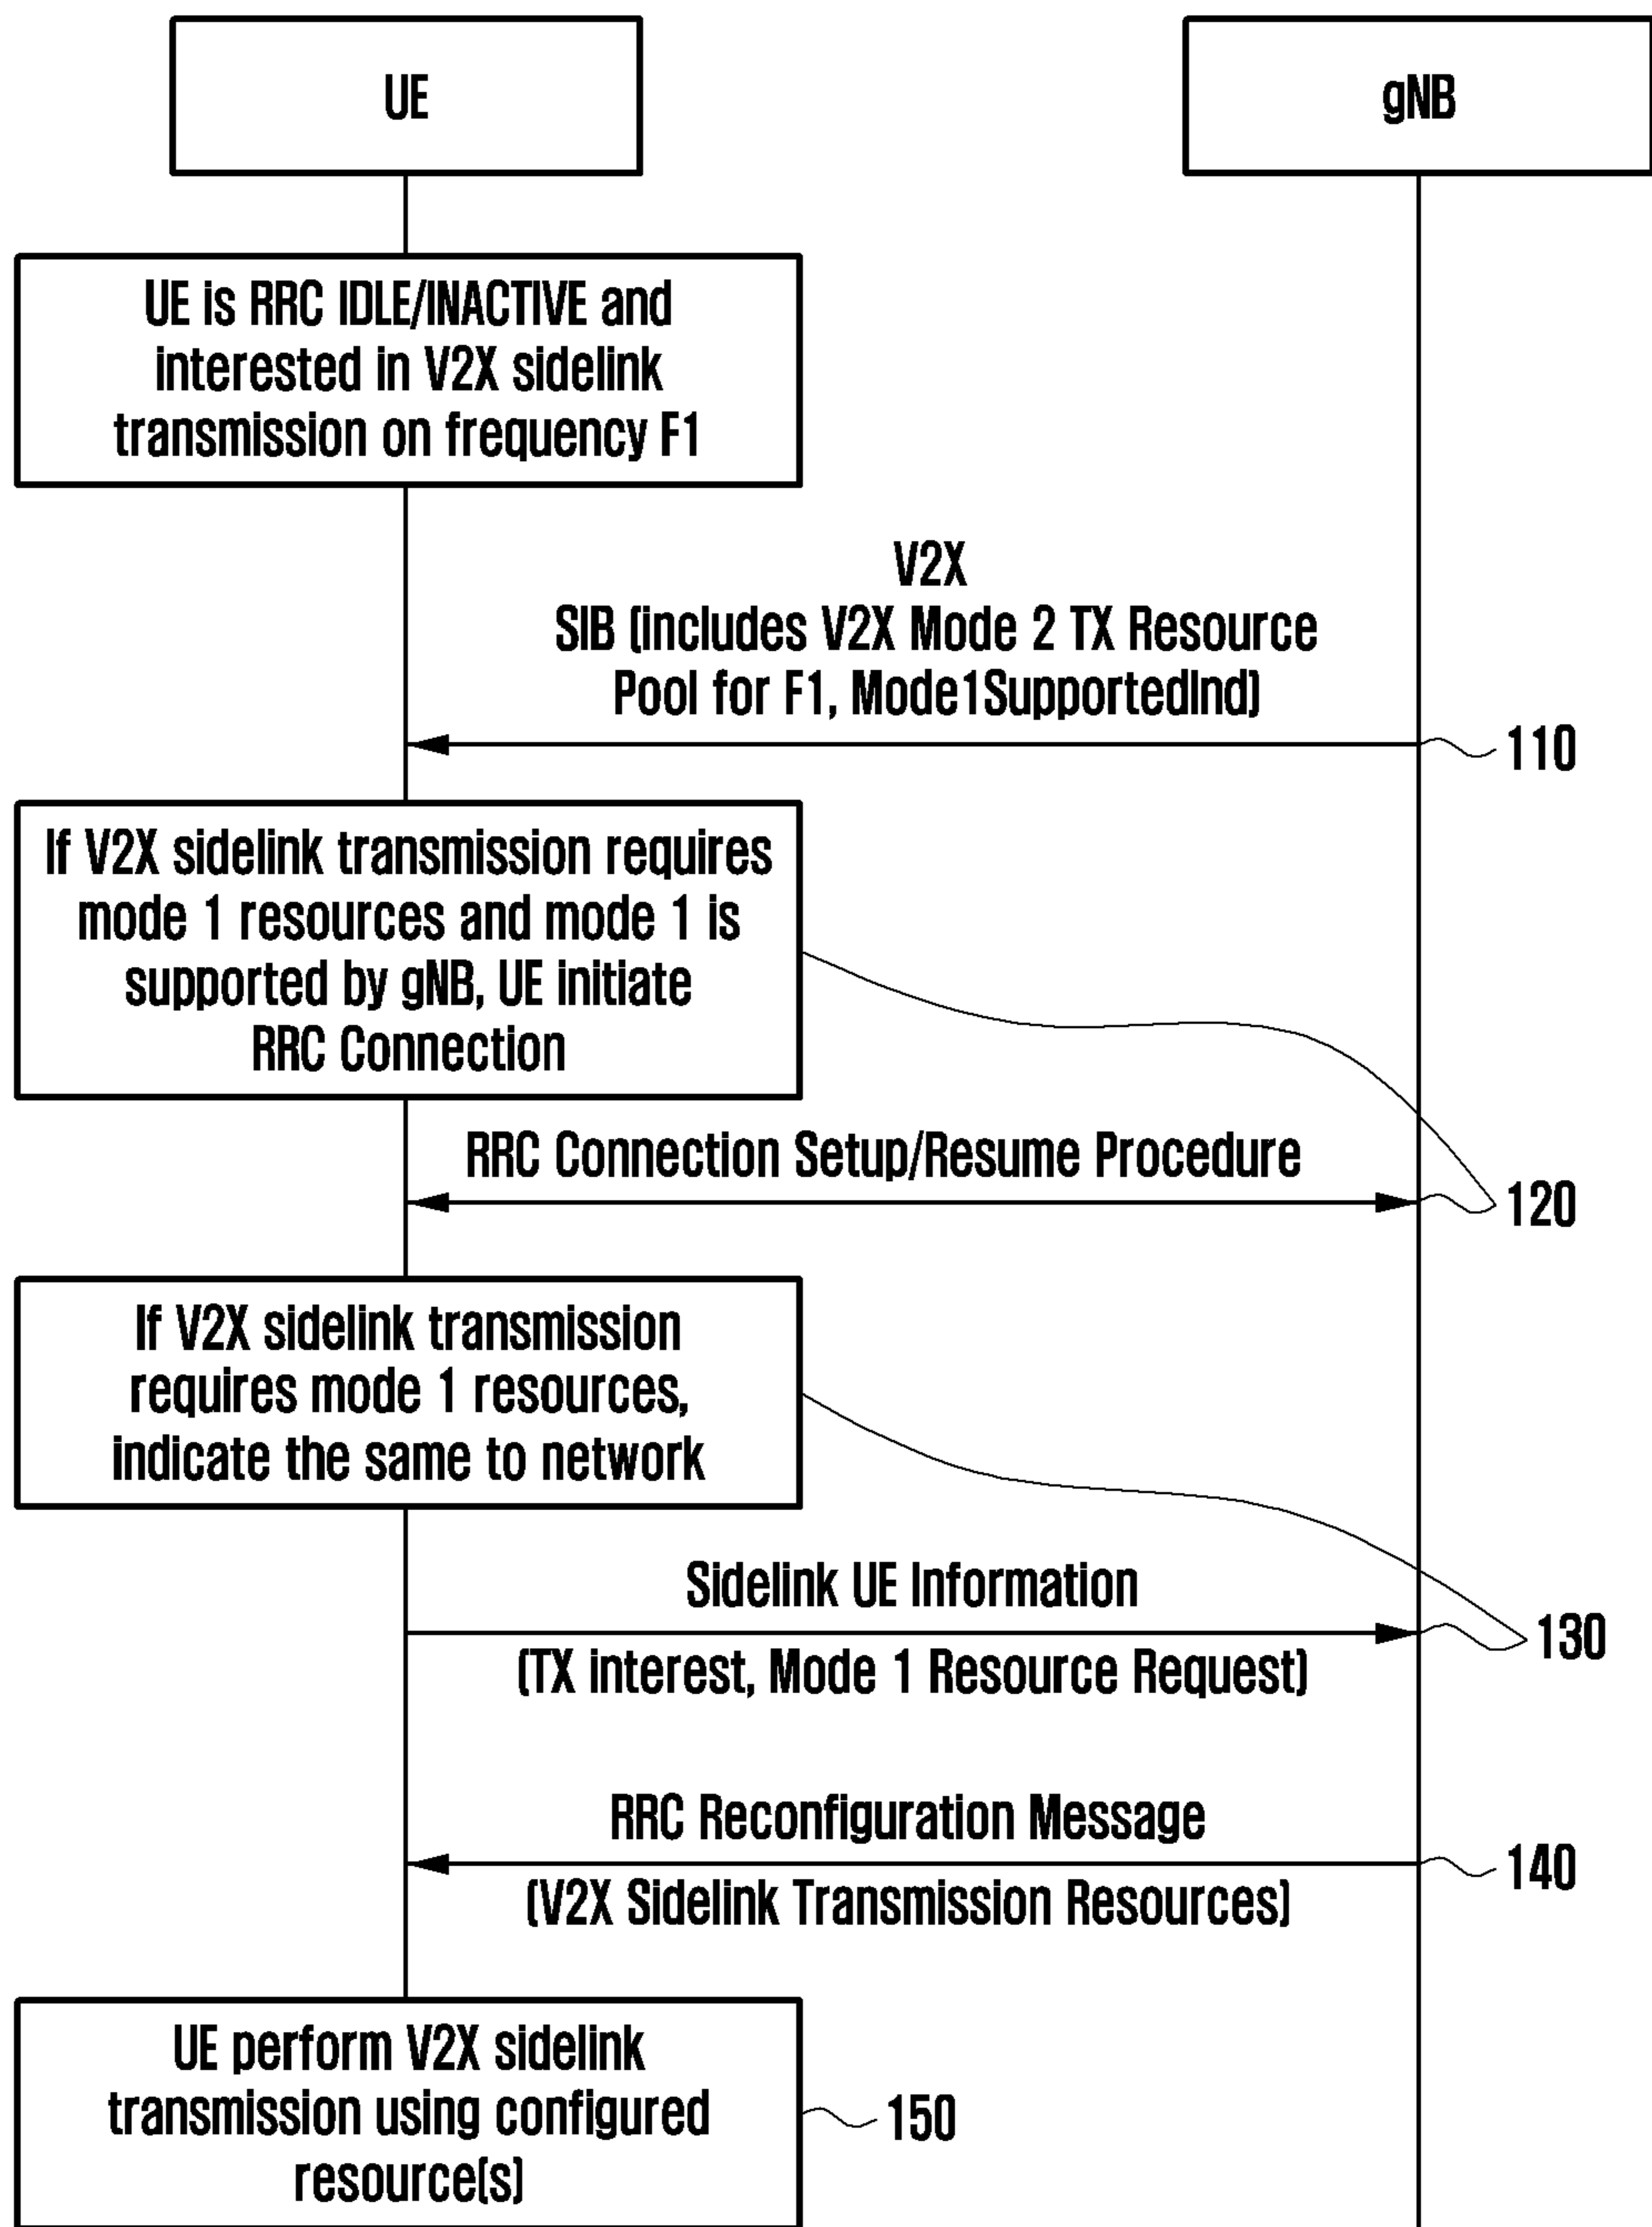 UE
gNB
UE is RRC IDLE/INACTIVE and
interested in V2X sidelink
transmission on frequency F1
V2X
SIB (includes V2X Mode 2 TX Resource
Pool for F1, Mode1SupportedInd)
110
If V2X sidelink transmission requires
mode 1 resources and mode 1 is
supported by gNB, UE initiate
RRC Connection
RRC Connection Setup/Resume Procedure
120
If V2X sidelink transmission
requires mode 1 resources,
indicate the same to network
Sidelink UE Information
(TX interest, Mode 1 Resource Request)
130
RRC Reconfiguration Message
(V2X Sidelink Transmission Resources)
140
UE perform V2X sidelink
transmission using configured
resource(s)
150